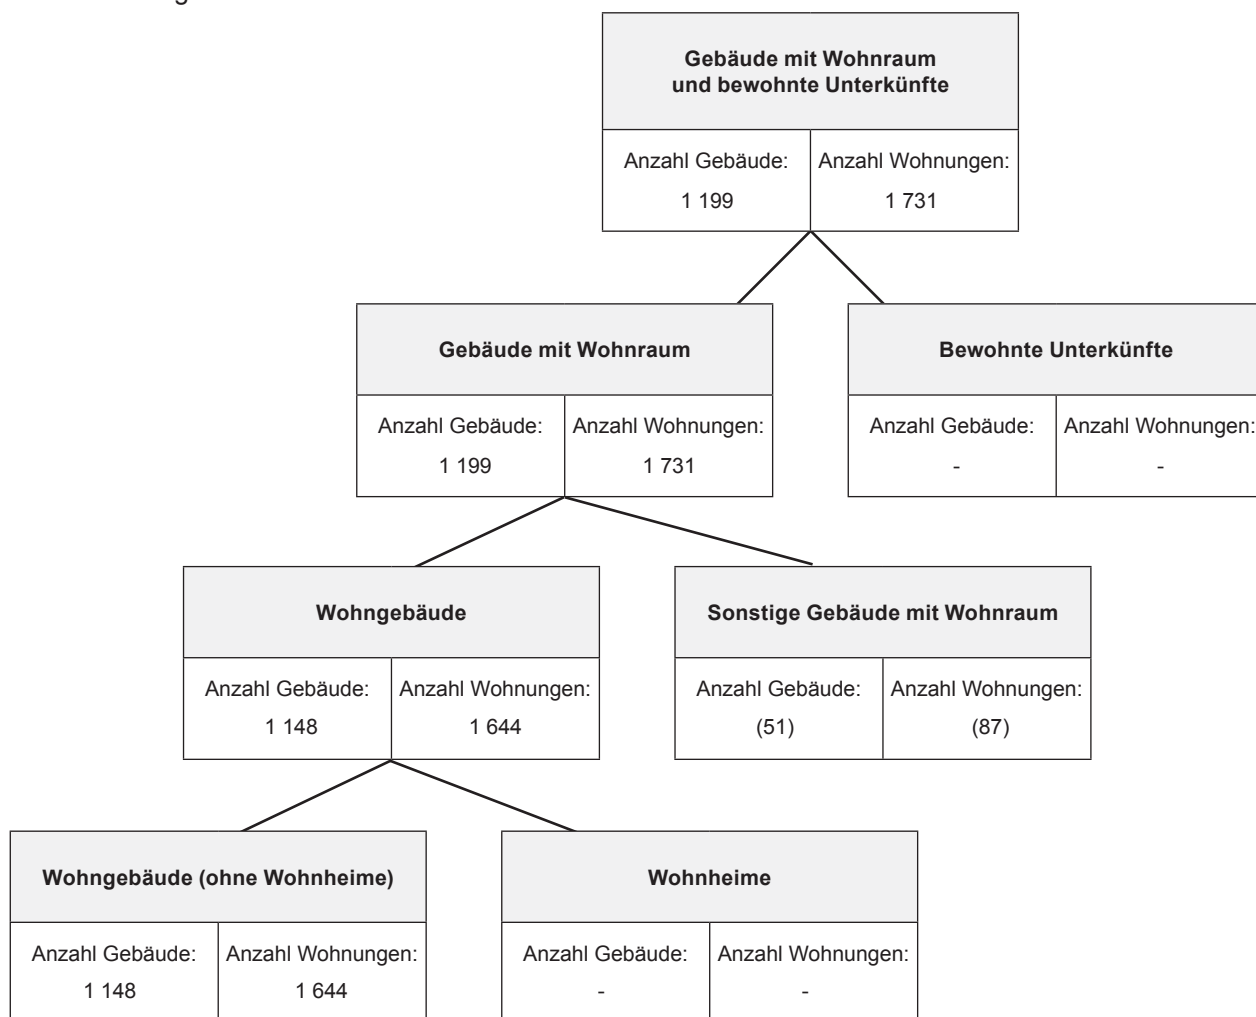 Gebäude mit Wohnraum
und bewohnte Unterkünfte
Anzahl Gebäude: Anzahl Wohnungen:
1 199 1 731
Gebäude mit Wohnraum
Anzahl Gebäude: Anzahl Wohnungen:
1 199 1 731
Bewohnte Unterkünfte
Anzahl Gebäude: Anzahl Wohnungen:
- -
Wohngebäude
Anzahl Gebäude: Anzahl Wohnungen:
1 148 1 644
Sonstige Gebäude mit Wohnraum
Anzahl Gebäude: Anzahl Wohnungen:
(51) (87)
Wohngebäude (ohne Wohnheime)
Anzahl Gebäude: Anzahl Wohnungen:
1 148 1 644
Wohnheime
Anzahl Gebäude: Anzahl Wohnungen:
- -